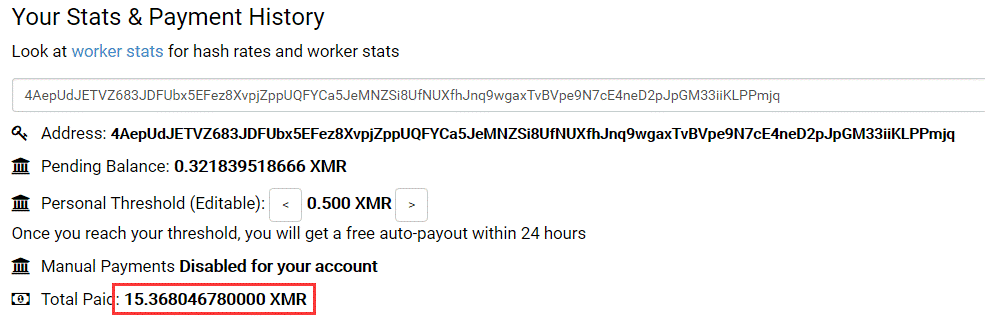 Your Stats & Payment History
Look at worker stats for hash rates and worker stats
4AepUdJETVZ683JDFUbx5EFez8XvpjZppUQFYCa5JeMNZSi8UfNUXfhJnq9wgaxTvBVpe9N7cE4neD2pJpGM33iiKLPPmjq
Address: 4AepUdJETVZ683JDFUbx5EFez8XvpjZppUQFYCa5JeMNZSi8UfNUXfhJnq9wgaxTvBVpe9N7cE4neD2pJpGM33iiKLPPmjq
Pending Balance: 0.321839518666 XMR
Personal Threshold (Editable): < 0.500 XMR >
Once you reach your threshold, you will get a free auto-payout within 24 hours
Manual Payments Disabled for your account
Total Paid: 15.368046780000 XMR